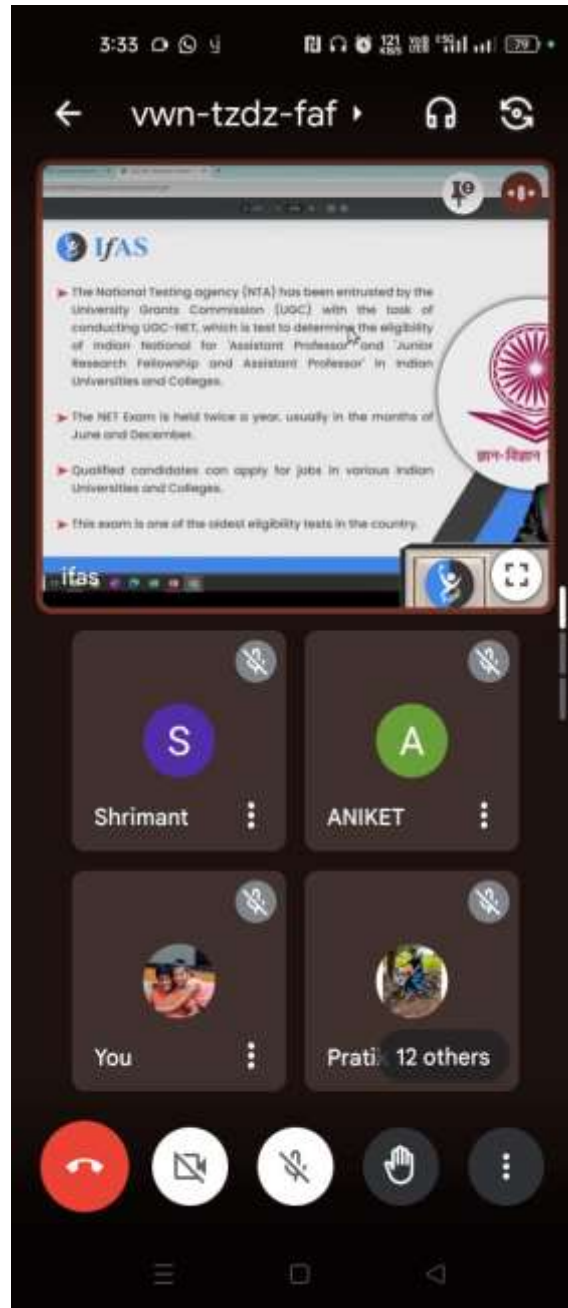 3:33
121
KB/S
79
vwn-tzdz-faf
IfAS
The National Testing agency (NTA) has been entrusted by the
University Grants Commission (UGC) with the task of
conducting UGC-NET, which is test to determine the eligibility
of Indian National for 'Assistant Professor' and 'Junior
Research Fellowship and Assistant Professor' in Indian
Universities and Colleges.
The NET Exam is held twice a year, usually in the months of
June and December.
Qualified candidates can apply for jobs in various Indian
Universities and Colleges.
This exam is one of the oldest eligibility tests in the country.
ज्ञान-विज्ञान
ifas
S
A
Shrimant
ANIKET
You
Prati
12 others